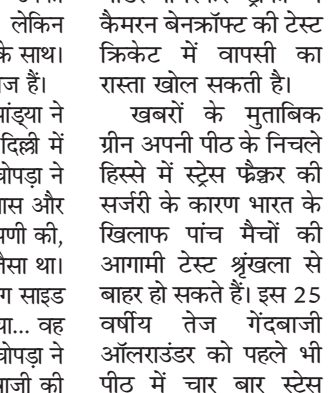 लेकिन
के साथ।
ज हैं।
पांड्या ने
दिल्ली में
चोपड़ा ने
पास और
पणी की,
जैसा था।
ग साइड
या... वह
चोपड़ा ने
बाजी की
कैमरन बेनक्रॉफ्ट की टेस्ट
क्रिकेट में वापसी का
रास्ता खोल सकती है।
खबरों के मुताबिक
ग्रीन अपनी पीठ के निचले
हिस्से में स्ट्रेस फ्रैक्चर की
सर्जरी के कारण भारत के
खिलाफ पांच मैचों की
आगामी टेस्ट श्रृंखला से
बाहर हो सकते हैं। इस 25
वर्षीय तेज गेंदबाजी
ऑलराउंडर को पहले भी
पीठ में चार बार स्ट्रेस